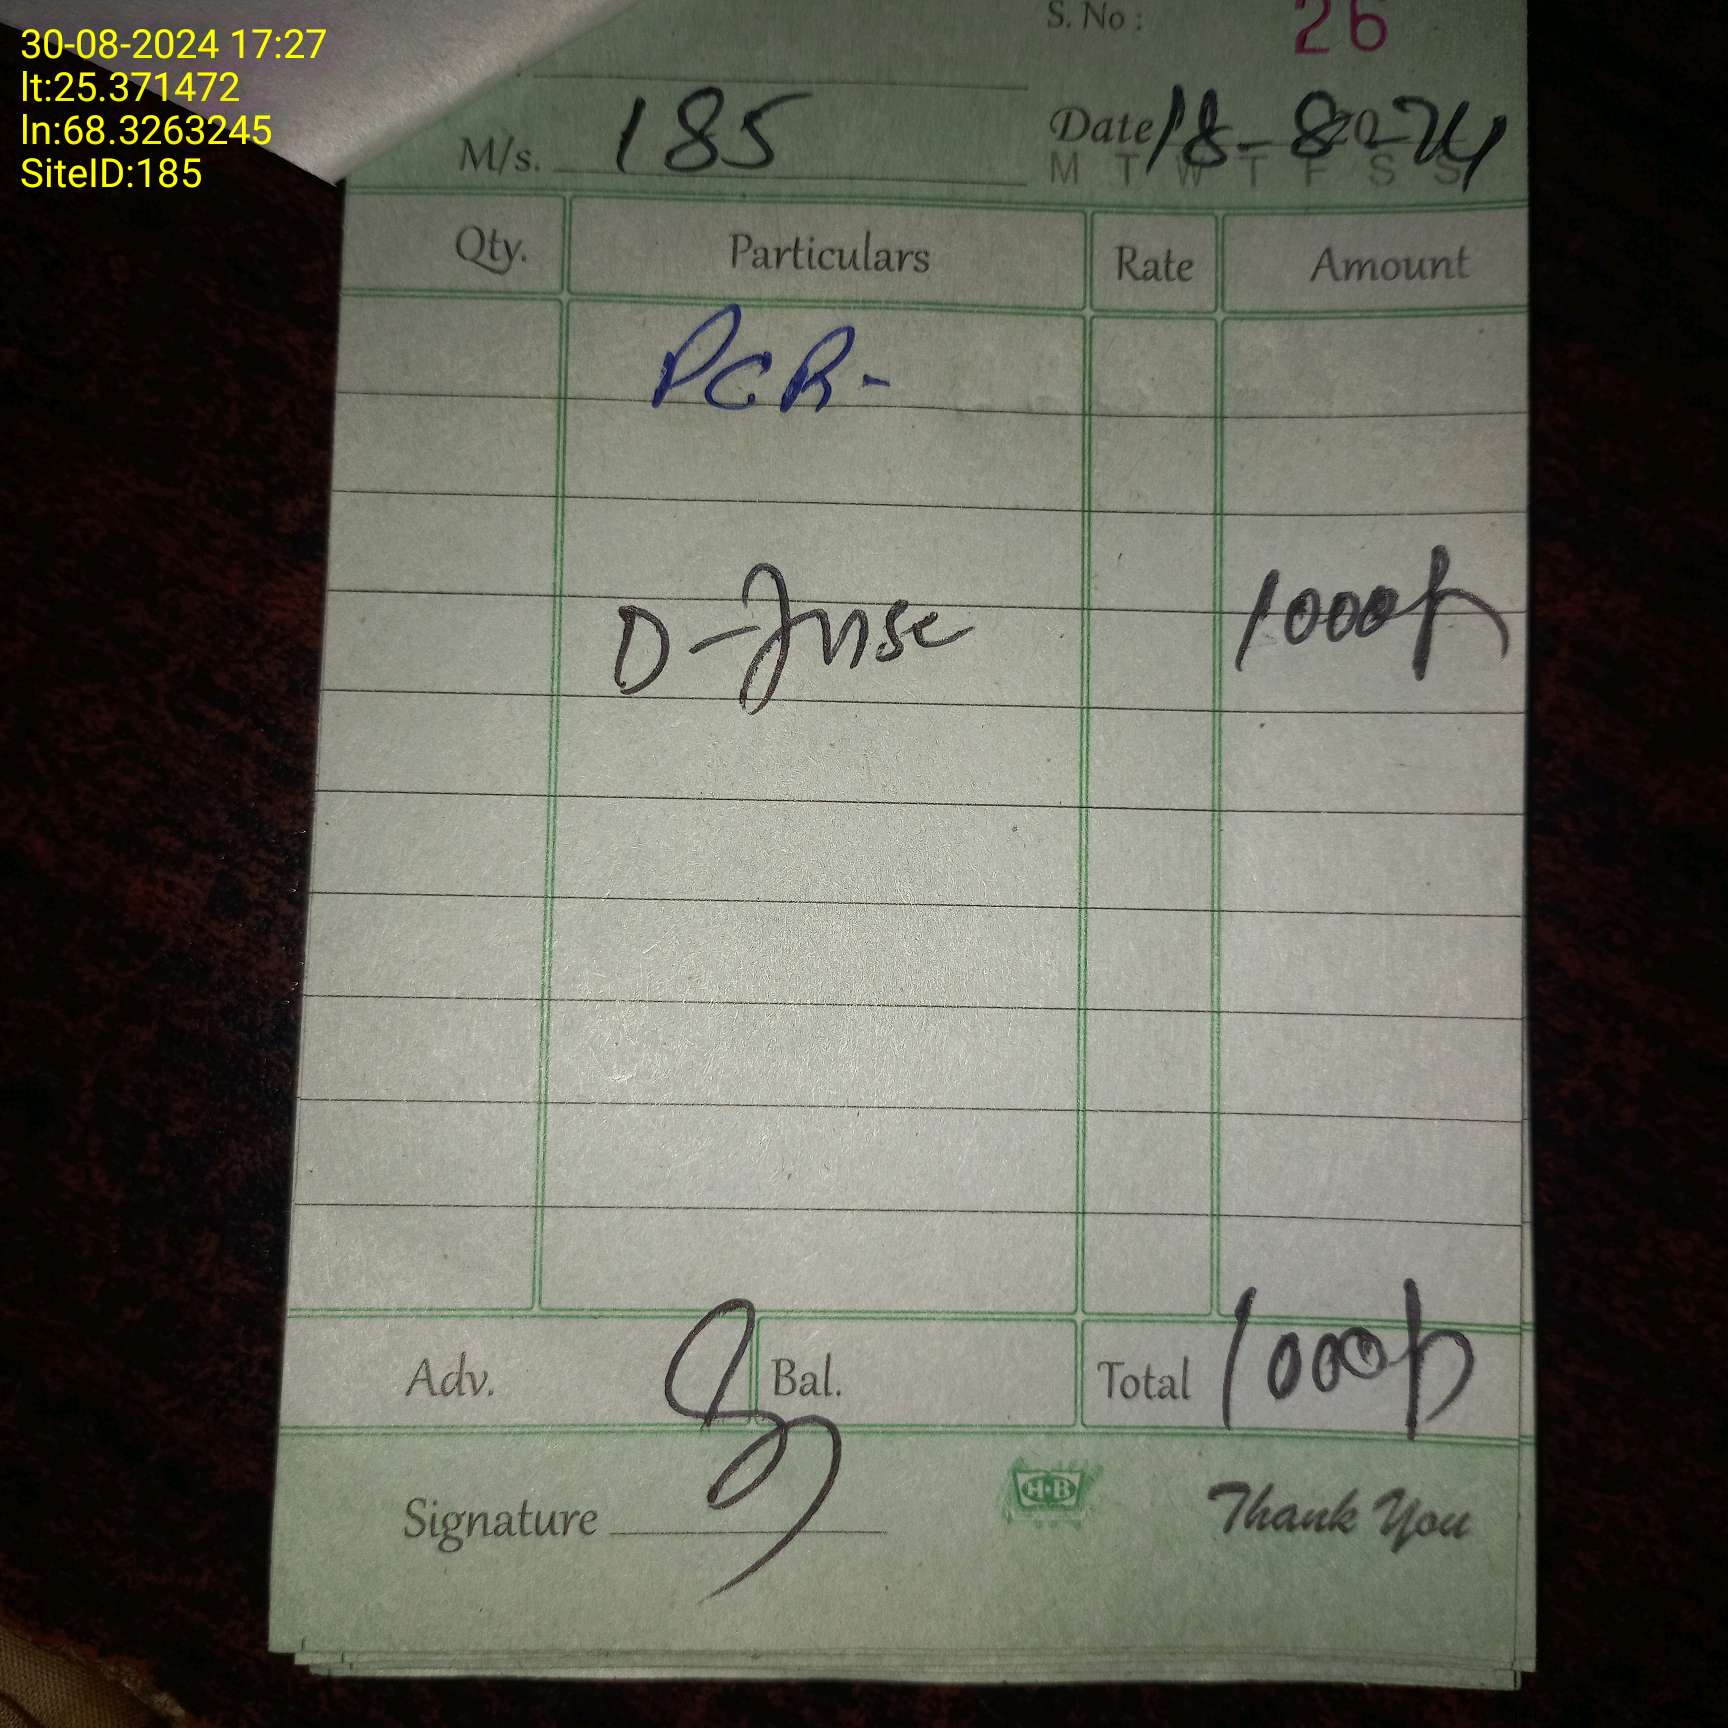 30-08-2024 17:27
lt:25.371472
ln:68.3263245
SiteID:185
S. No : 26
M/s. 185 Date 18-8-2024
M T W T F S S
Qty. Particulars Rate Amount
PCR-
D-Fuse 1000/-
Adv. Bal. Total 1000/-
Signature H·B Thank You